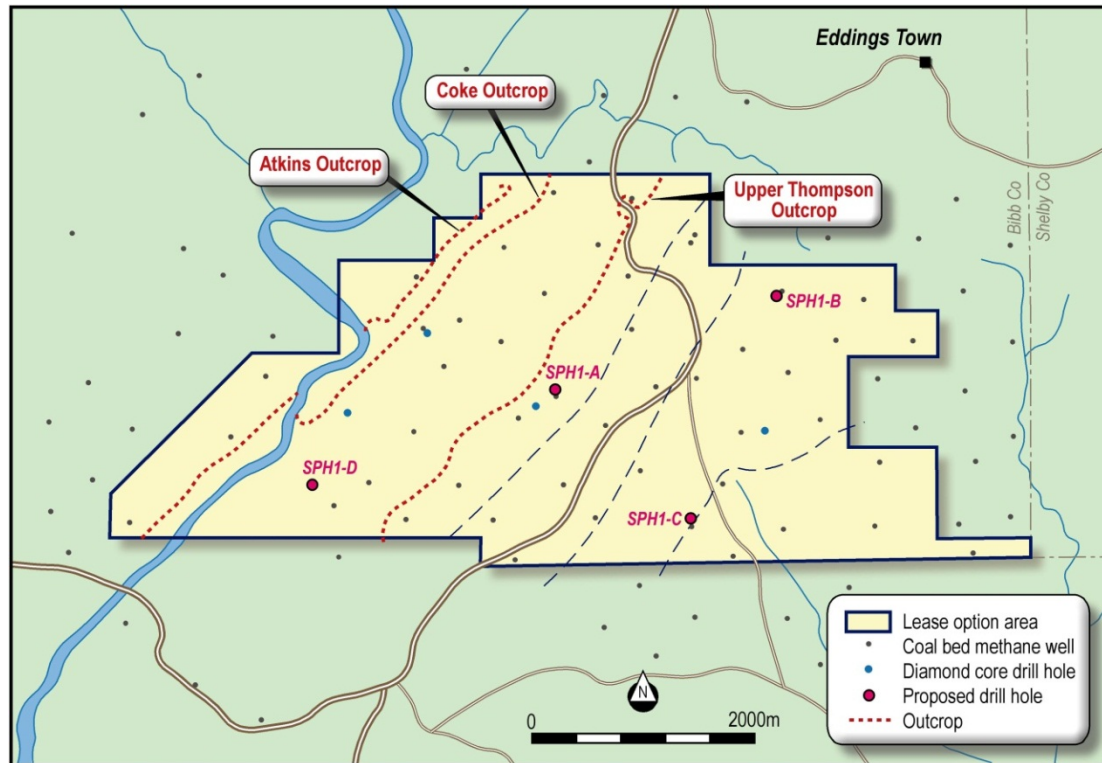 Eddings Town
Coke Outcrop
Atkins Outcrop
Upper Thompson
Outcrop
Bibb Co
Shelby Co
SPH1-B
SPH1-A
SPH1-D
SPH1-C
Lease option area
Coal bed methane well
Diamond core drill hole
Proposed drill hole
Outcrop
N
0
2000m